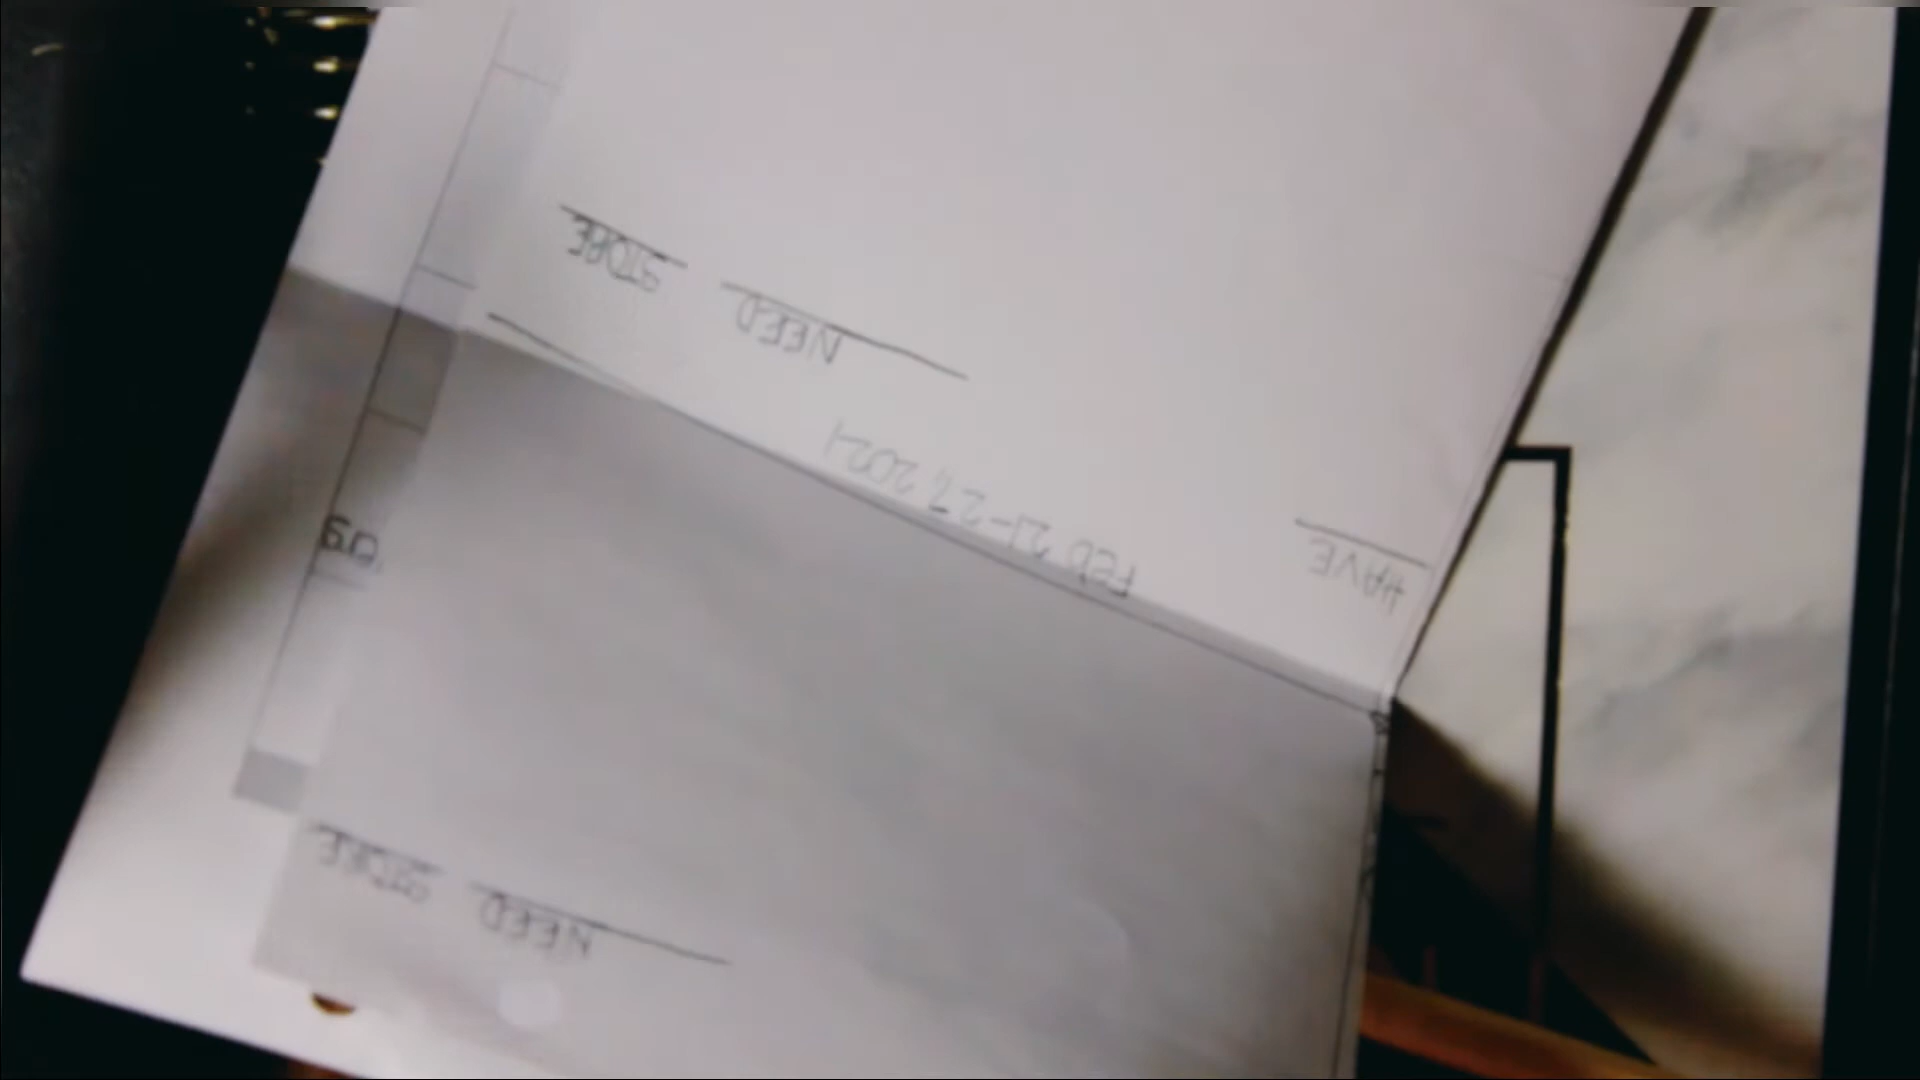 FEB 21-27, 2021
HAVE
NEED
STORE
NEED
STORE